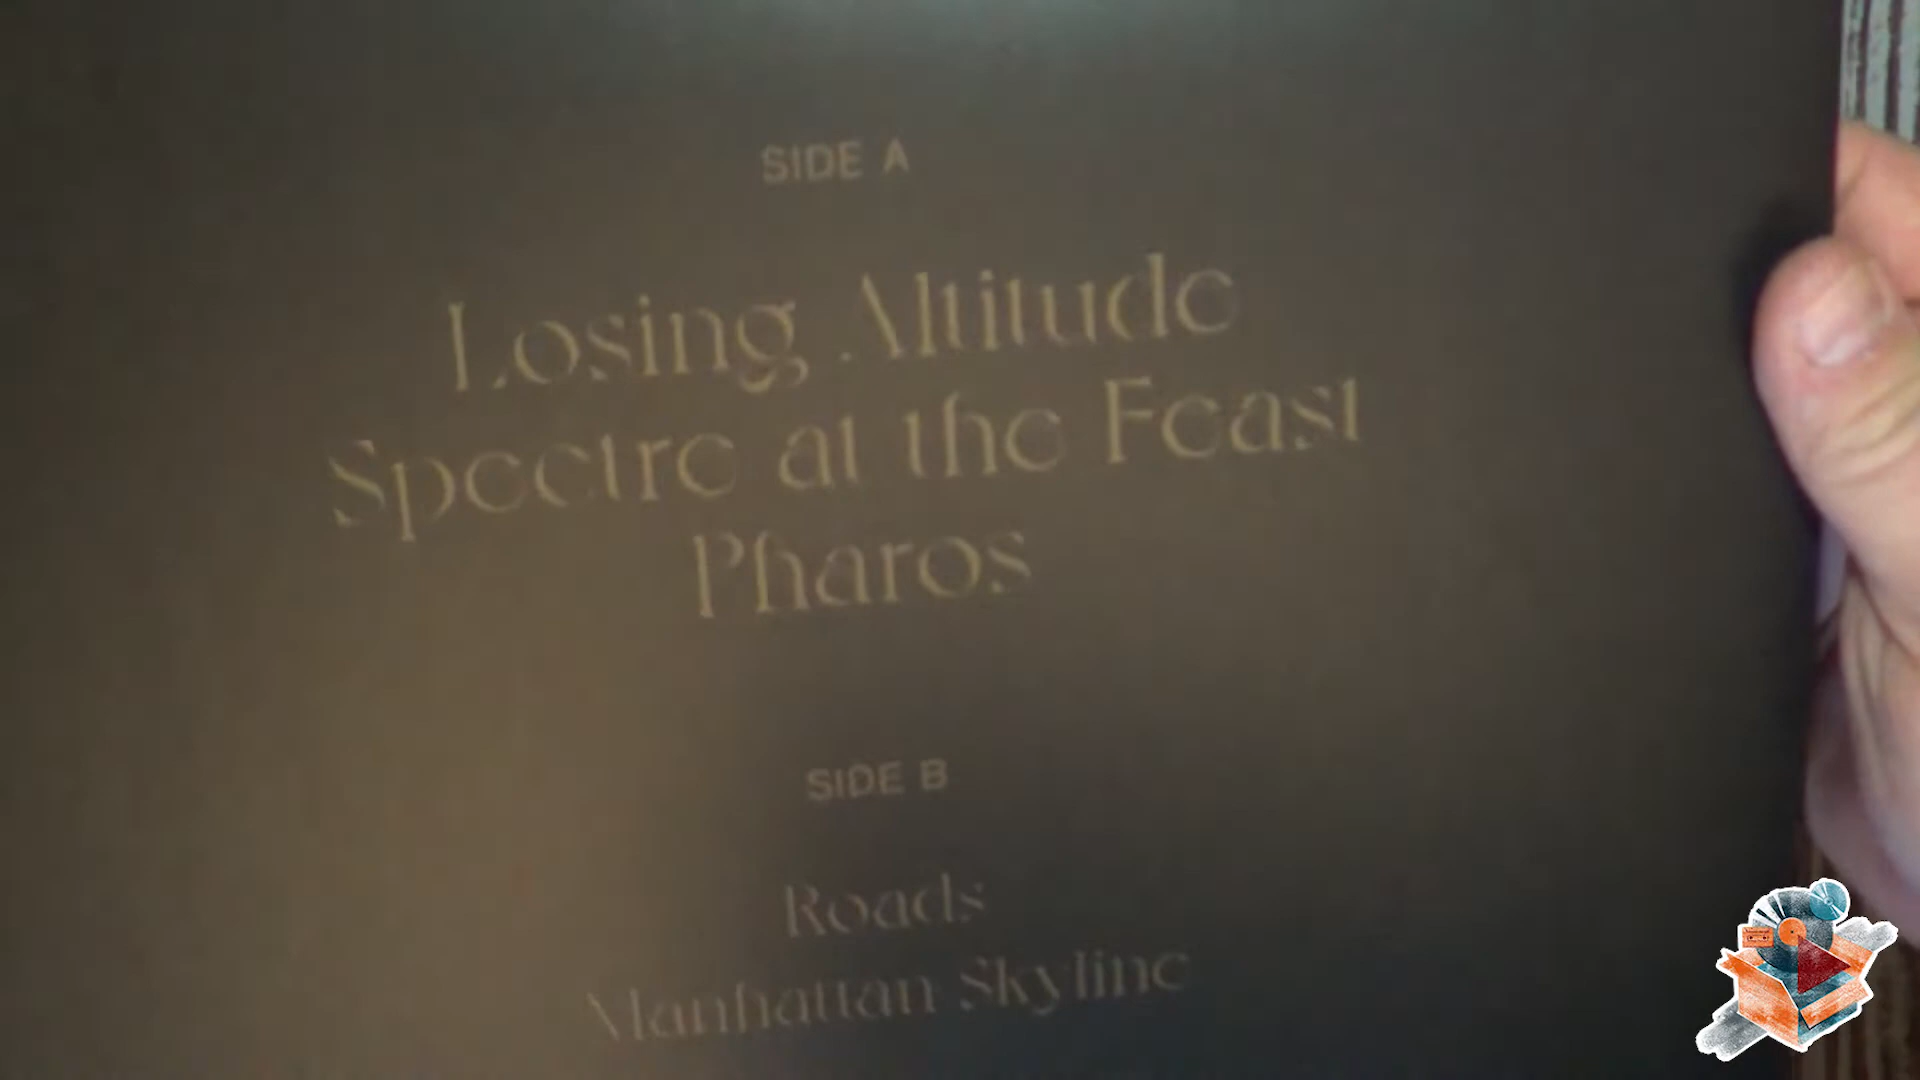 SIDE A
Losing Altitude
Spectre at the Feast
Pharos
SIDE B
Roads
Manhattan Skyline